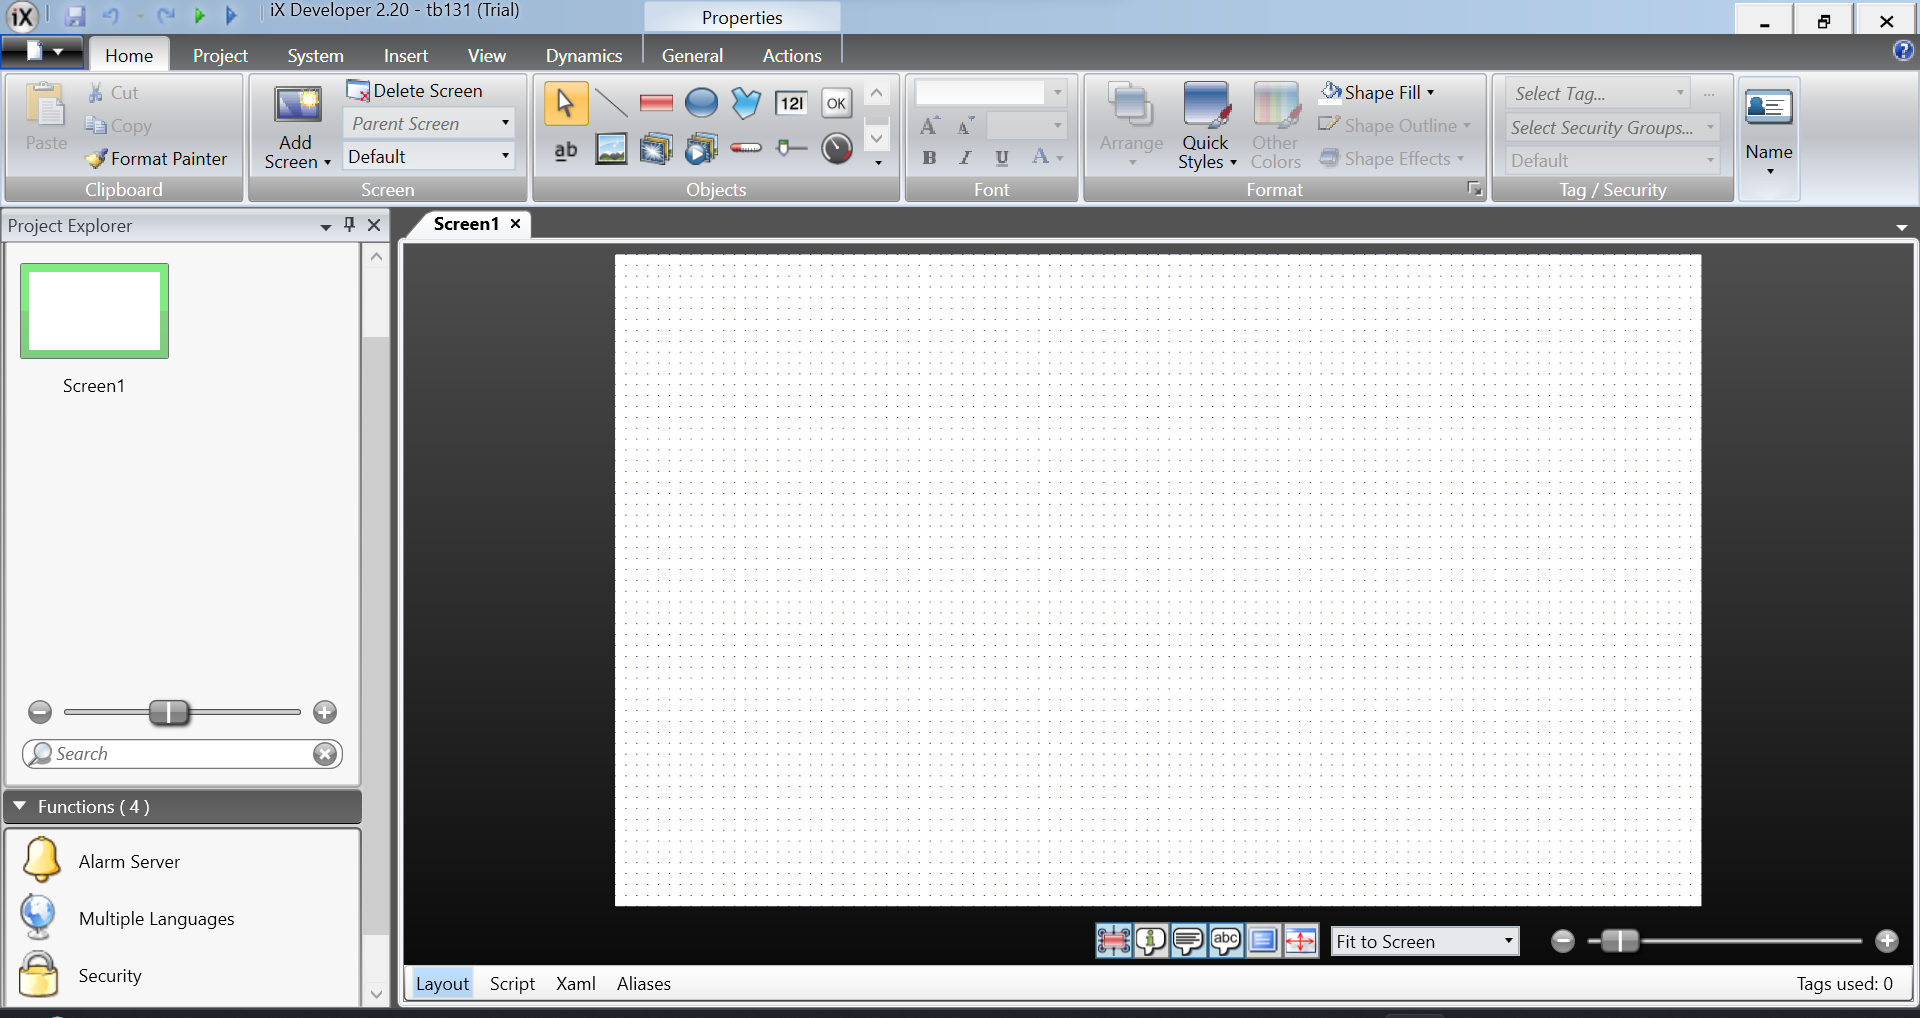 iX
iX Developer 2.20 - tb131 (Trial)
Properties
Home
Project
System
Insert
View
Dynamics
General
Actions
?
Paste
Cut
Copy
Format Painter
Clipboard
Add
Screen
Delete Screen
Parent Screen
Default
Screen
12I
OK
ab
Objects
A
A
B
I
U
A
Font
Arrange
Quick
Styles
Other
Colors
Shape Fill
Shape Outline
Shape Effects
Format
Select Tag...
...
Select Security Groups...
Default
Tag / Security
Name
Project Explorer
Screen1
Screen1
Search
Functions ( 4 )
Alarm Server
Multiple Languages
Security
i
abc
Fit to Screen
Layout
Script
Xaml
Aliases
Tags used: 0